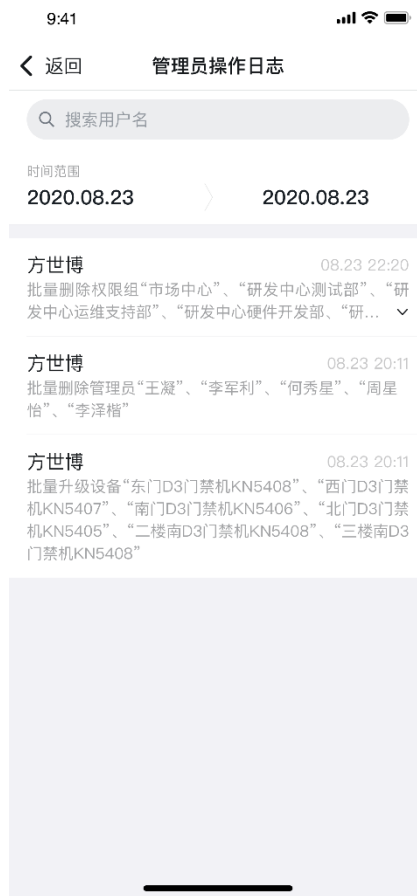 9:41
返回 管理员操作日志
搜索用户名
时间范围
2020.08.23 2020.08.23
方世博 08.23 22:20
批量删除权限组“市场中心”、“研发中心测试部”、“研
发中心运维支持部”、“研发中心硬件开发部、“研...
方世博 08.23 20:11
批量删除管理员“王凝”、“李军利”、“何秀星”、“周星
怡”、“李泽楷”
方世博 08.23 20:11
批量升级设备“东门D3门禁机KN5408”、“西门D3门禁
机KN5407”、“南门D3门禁机KN5406”、“北门D3门禁
机KN5405”、“二楼南D3门禁机KN5408”、“三楼南D3
门禁机KN5408”